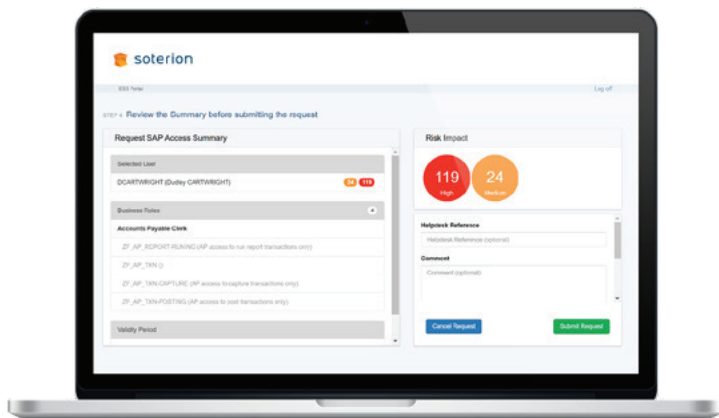 soterion
ESS Portal
Log off
STEP 4 Review the Summary before submitting the request
Request SAP Access Summary
Selected User
DCARTWRIGHT (Dudley CARTWRIGHT)
24 119
Business Roles
Accounts Payable Clerk
ZF_AP_REPORT-RUNING (AP access to run report transactions only)
ZF_AP_TXN ()
ZF_AP_TXN-CAPTURE (AP access to capture transactions only)
ZF_AP_TXN-POSTING (AP access to post transactions only)
Validity Period
Risk Impact
119
High
24
Medium
Helpdesk Reference
Helpdesk Reference (optional)
Comment
Comment (optional)
Cancel Request
Submit Request